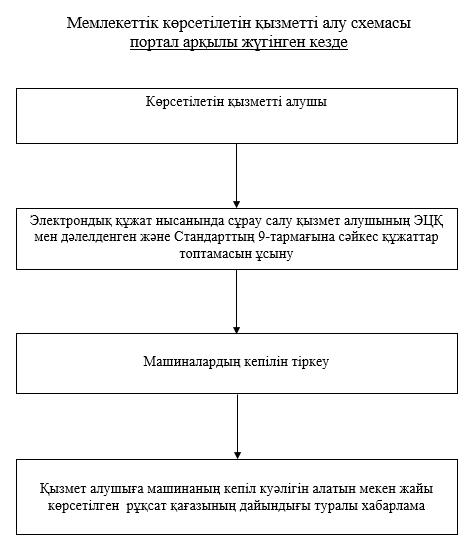 Мемлекеттік көрсетілетін қызметті алу схемасы
портал арқылы жүгінген кезде
Көрсетілетін қызметті алушы
Электрондық құжат нысанында сұрау салу қызмет алушының ЭЦҚ
мен дәлелденген және Стандарттың 9-тармағына сәйкес құжаттар
топтамасын ұсыну
Машиналардың кепілін тіркеу
Қызмет алушыға машинаның кепіл куәлігін алатын мекен жайы
көрсетілген рұқсат қағазының дайындығы туралы хабарлама